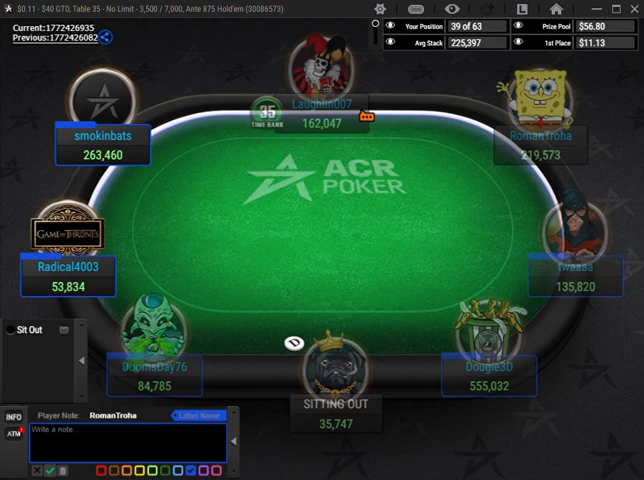 $0.11 - $40 GTD, Table 35 - No Limit - 3,500 / 7,000, Ante 875 Hold'em (30086573)
Current:1772426935
Previous:1772426082
Your Position 39 of 63 Prize Pool $56.80
Avg Stack 225,397 1st Place $11.13
Laughlin007
162,047
35
TIME BANK
smokinbats
263,460
RomanTroha
219,573
ACR
POKER
GAME OF THRONES
Radical4003
53,834
iwaaaa
135,820
Sit Out
D
DoomsDay76
84,785
Dougie3D
555,032
SITTING OUT
35,747
INFO
Player Note: RomanTroha Label Name
ATM
Write a note...